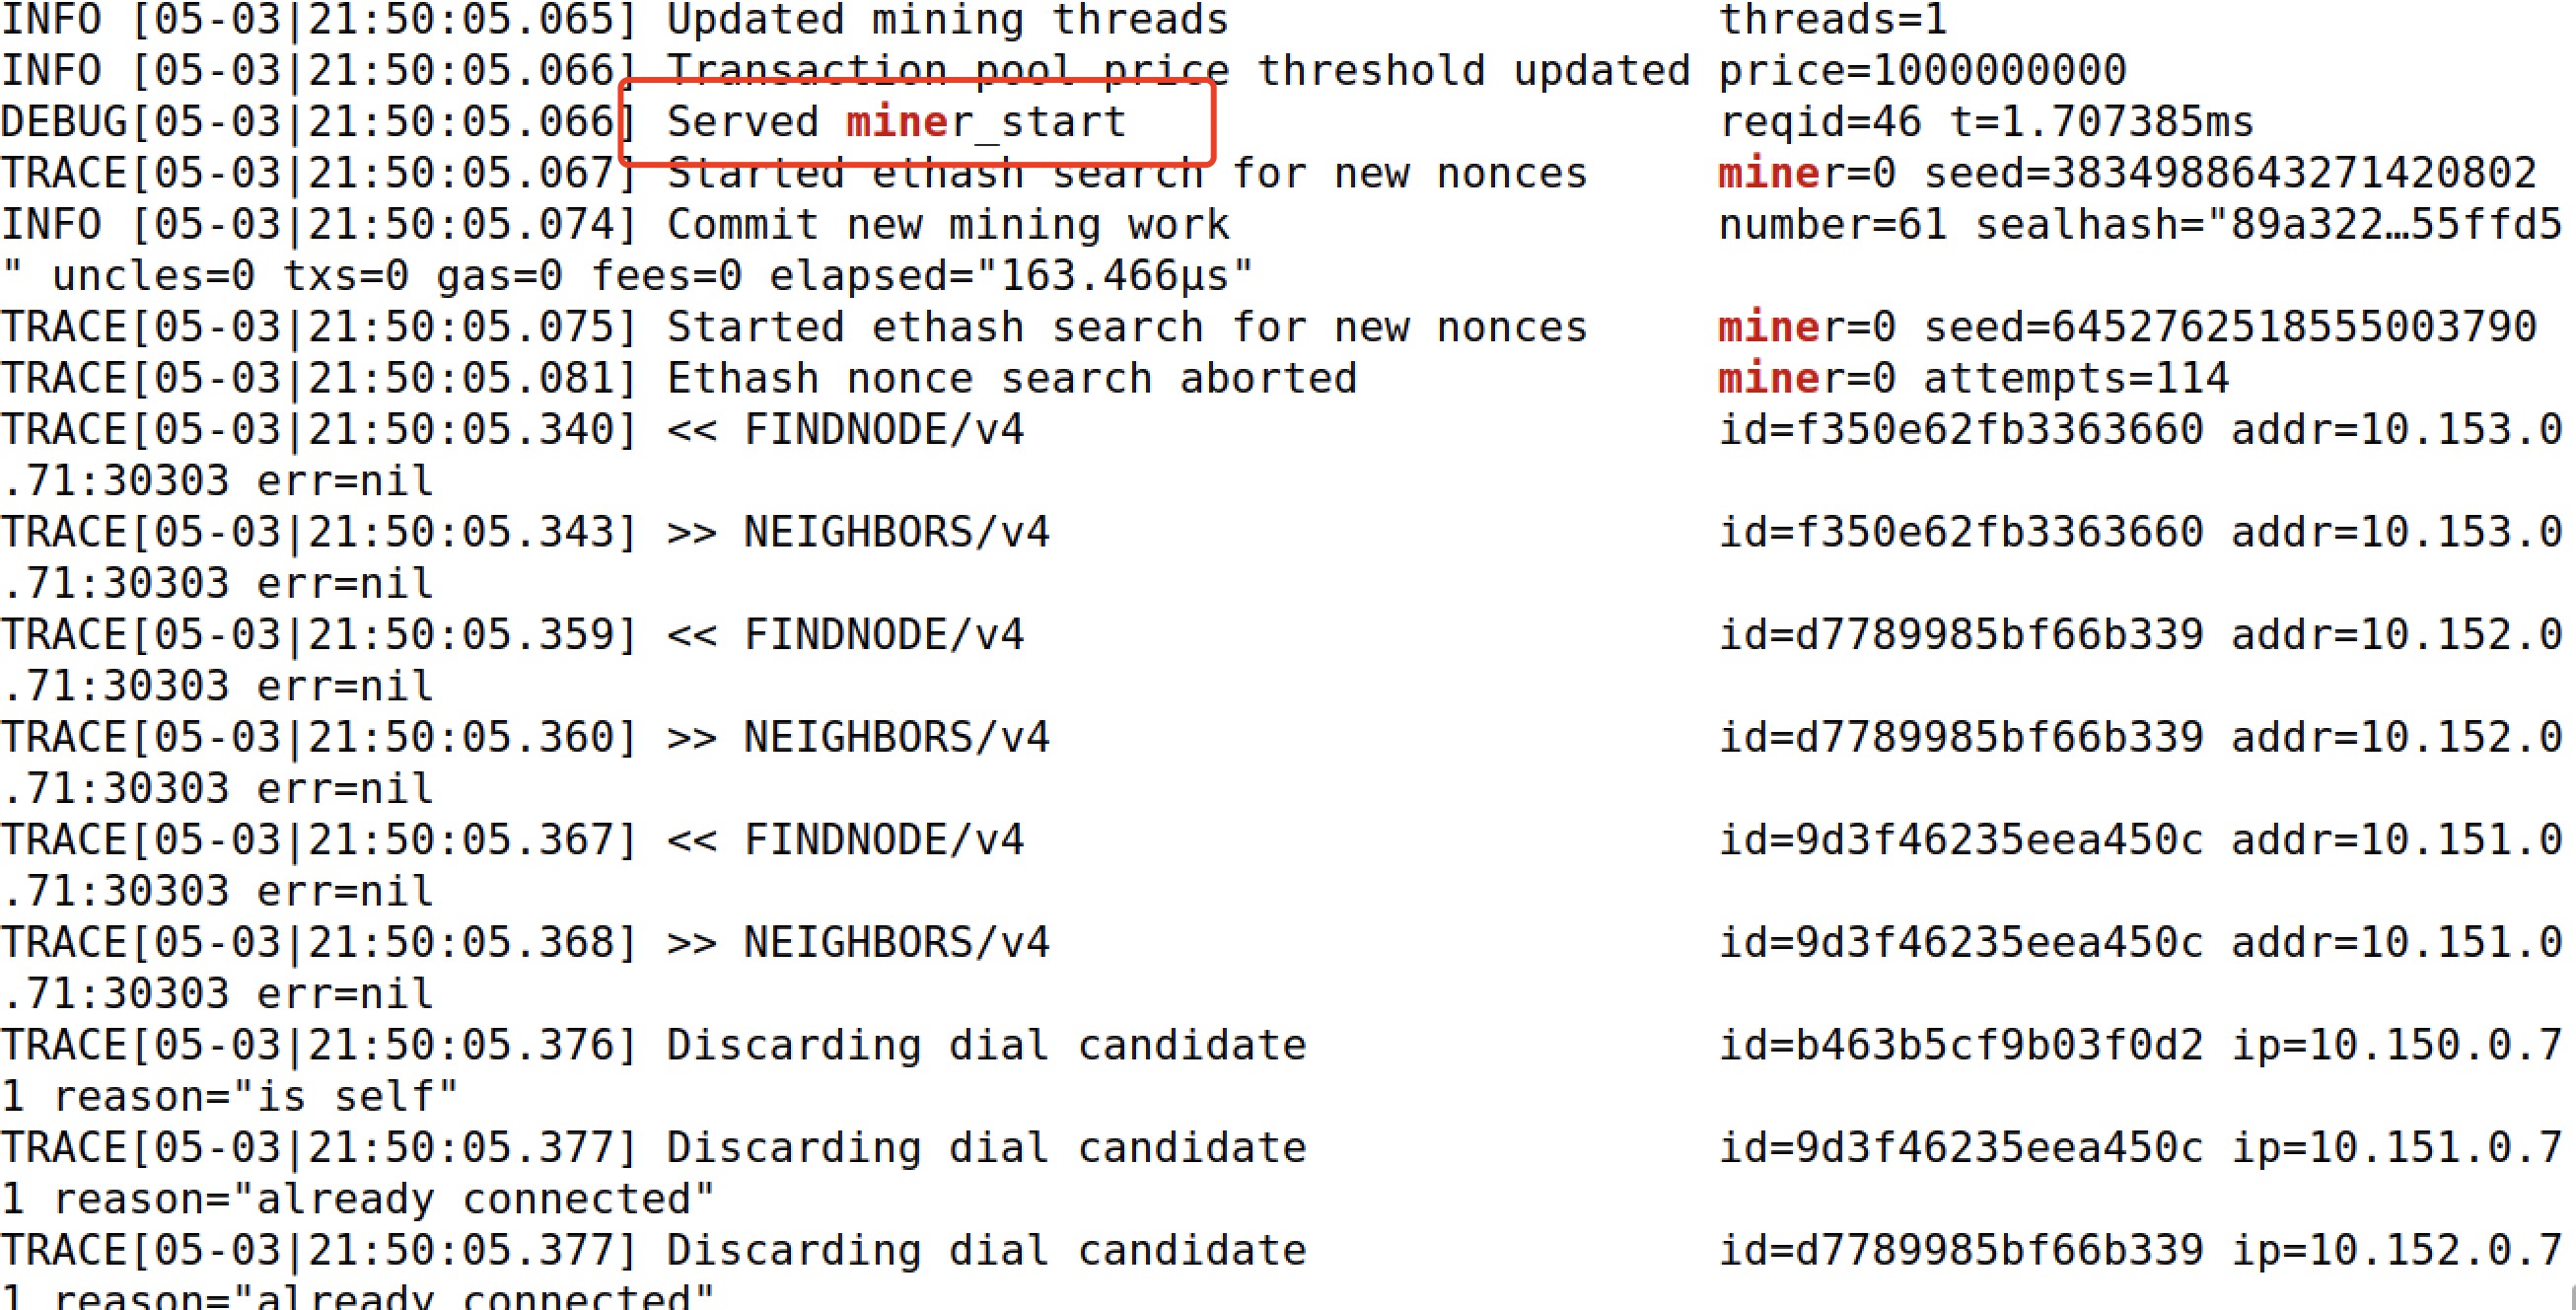 INFO [05-03|21:50:05.065] Updated mining threads threads=1
INFO [05-03|21:50:05.066] Transaction pool price threshold updated price=1000000000
DEBUG[05-03|21:50:05.066] Served miner_start reqid=46 t=1.707385ms
TRACE[05-03|21:50:05.067] Started ethash search for new nonces miner=0 seed=3834988643271420802
INFO [05-03|21:50:05.074] Commit new mining work number=61 sealhash="89a322…55ffd5
" uncles=0 txs=0 gas=0 fees=0 elapsed="163.466µs"
TRACE[05-03|21:50:05.075] Started ethash search for new nonces miner=0 seed=6452762518555003790
TRACE[05-03|21:50:05.081] Ethash nonce search aborted miner=0 attempts=114
TRACE[05-03|21:50:05.340] << FINDNODE/v4 id=f350e62fb3363660 addr=10.153.0
.71:30303 err=nil
TRACE[05-03|21:50:05.343] >> NEIGHBORS/v4 id=f350e62fb3363660 addr=10.153.0
.71:30303 err=nil
TRACE[05-03|21:50:05.359] << FINDNODE/v4 id=d7789985bf66b339 addr=10.152.0
.71:30303 err=nil
TRACE[05-03|21:50:05.360] >> NEIGHBORS/v4 id=d7789985bf66b339 addr=10.152.0
.71:30303 err=nil
TRACE[05-03|21:50:05.367] << FINDNODE/v4 id=9d3f46235eea450c addr=10.151.0
.71:30303 err=nil
TRACE[05-03|21:50:05.368] >> NEIGHBORS/v4 id=9d3f46235eea450c addr=10.151.0
.71:30303 err=nil
TRACE[05-03|21:50:05.376] Discarding dial candidate id=b463b5cf9b03f0d2 ip=10.150.0.7
1 reason="is self"
TRACE[05-03|21:50:05.377] Discarding dial candidate id=9d3f46235eea450c ip=10.151.0.7
1 reason="already connected"
TRACE[05-03|21:50:05.377] Discarding dial candidate id=d7789985bf66b339 ip=10.152.0.7
1 reason="already connected"